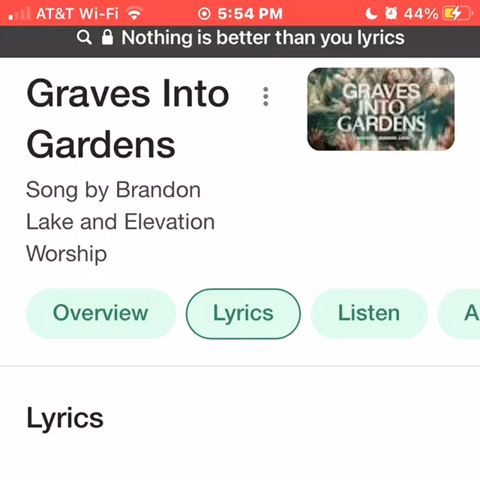 AT&T Wi-Fi 5:54 PM 44%
Nothing is better than you lyrics
Graves Into
Gardens
GRAVES
INTO
GARDENS
Song by Brandon
Lake and Elevation
Worship
Overview Lyrics Listen A
Lyrics